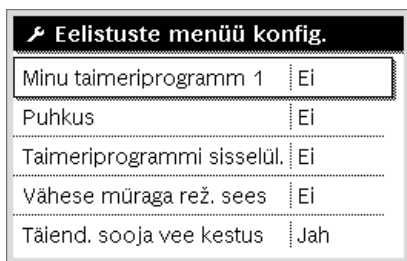 Eelistuste menüü konfig.
Minu taimeriprogramm 1 Ei
Puhkus Ei
Taimeriprogrammi sisselül. Ei
Vähese müraga rež. sees Ei
Täiend. sooja vee kestus Jah